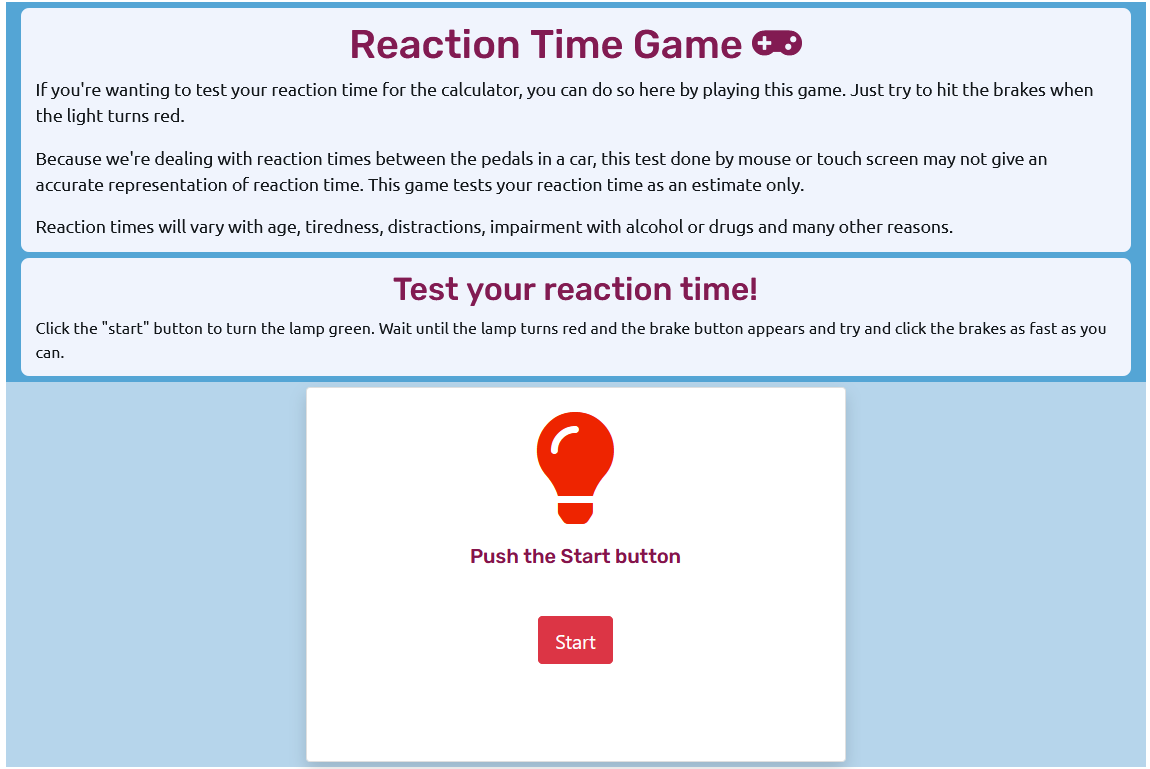 Reaction Time Game
If you're wanting to test your reaction time for the calculator, you can do so here by playing this game. Just try to hit the brakes when
the light turns red.
Because we're dealing with reaction times between the pedals in a car, this test done by mouse or touch screen may not give an
accurate representation of reaction time. This game tests your reaction time as an estimate only.
Reaction times will vary with age, tiredness, distractions, impairment with alcohol or drugs and many other reasons.
Test your reaction time!
Click the "start" button to turn the lamp green. Wait until the lamp turns red and the brake button appears and try and click the brakes as fast as you
can.
Push the Start button
Start